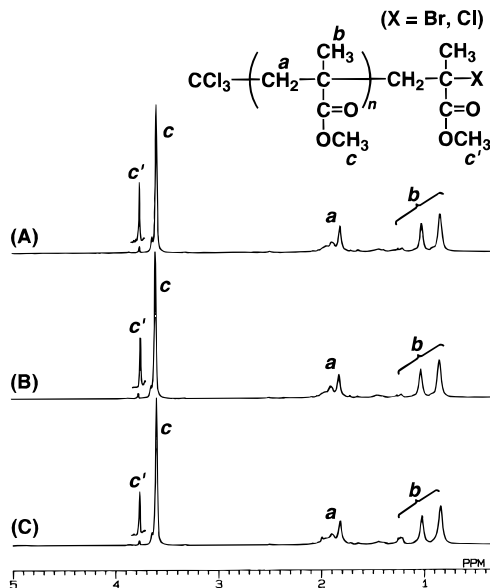 (X = Br, Cl)
b
a
CH3
CH3
CCl3 ( CH2 C ) CH2 C X
n
C=O
C=O
OCH3
OCH3
c
c'
c
c'
a
b
(A)
c
c'
a
b
(B)
c
c'
a
b
(C)
5
4
3
2
1
PPM